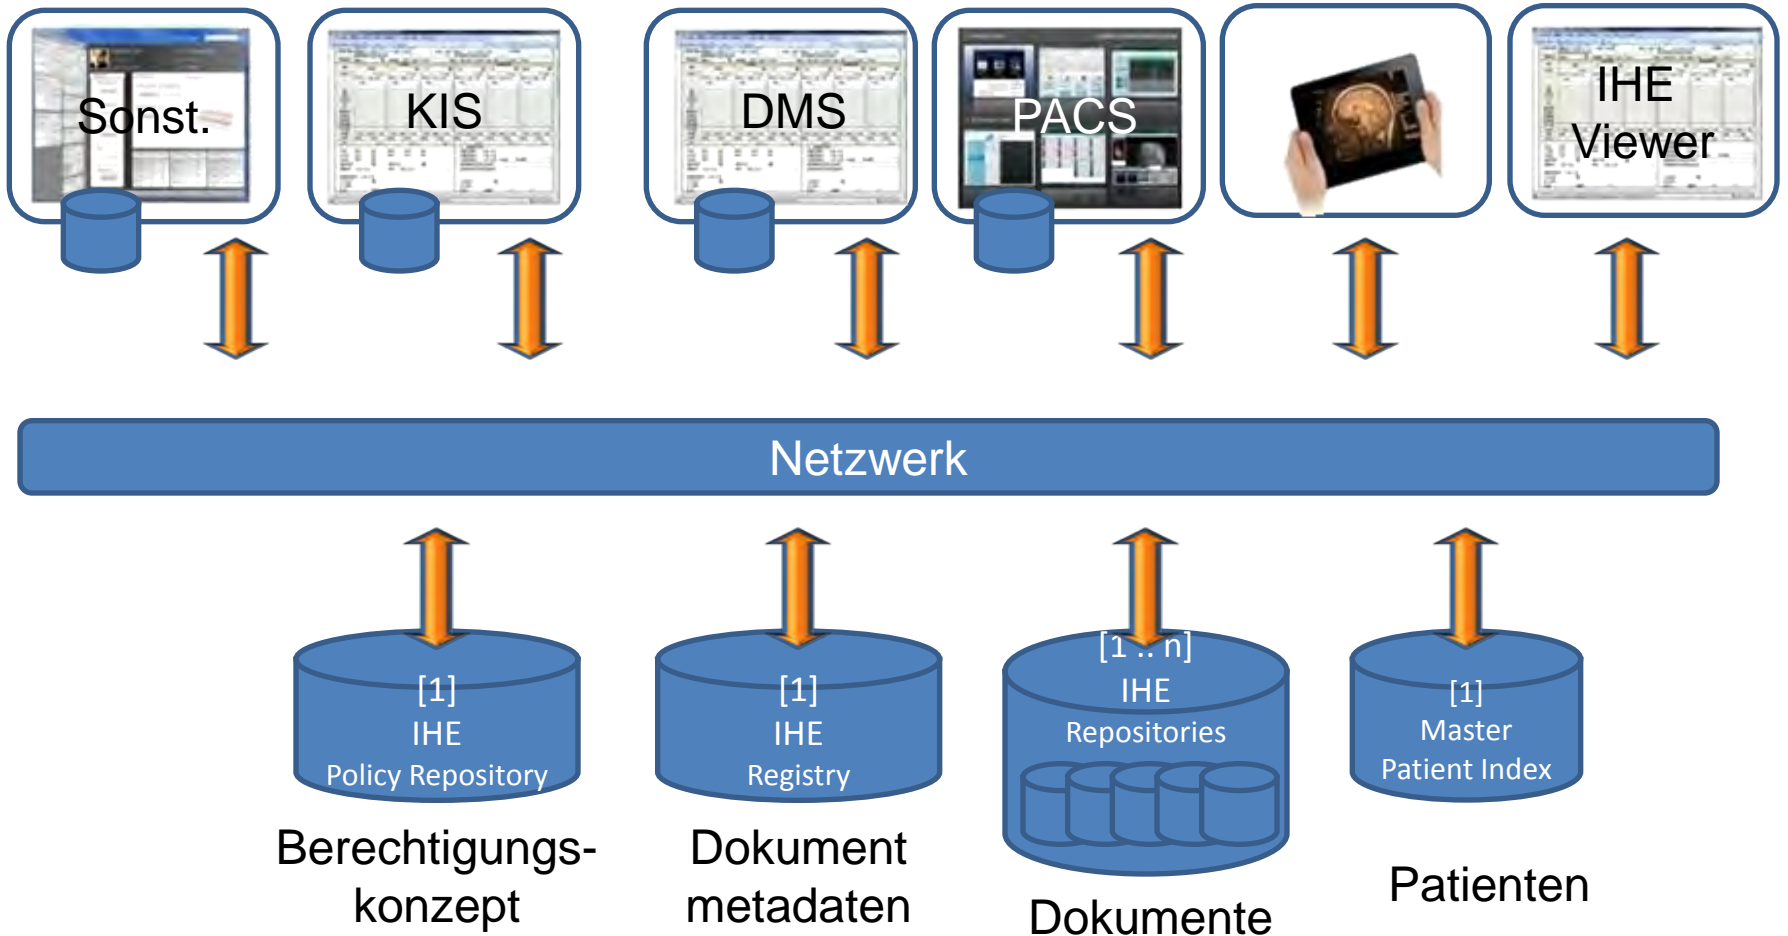 Sonst.
KIS
DMS
PACS
IHE
Viewer
Netzwerk
[1]
IHE
Policy Repository
[1]
IHE
Registry
[1 .. n]
IHE
Repositories
[1]
Master
Patient Index
Berechtigungs-
konzept
Dokument
metadaten
Dokumente
Patienten